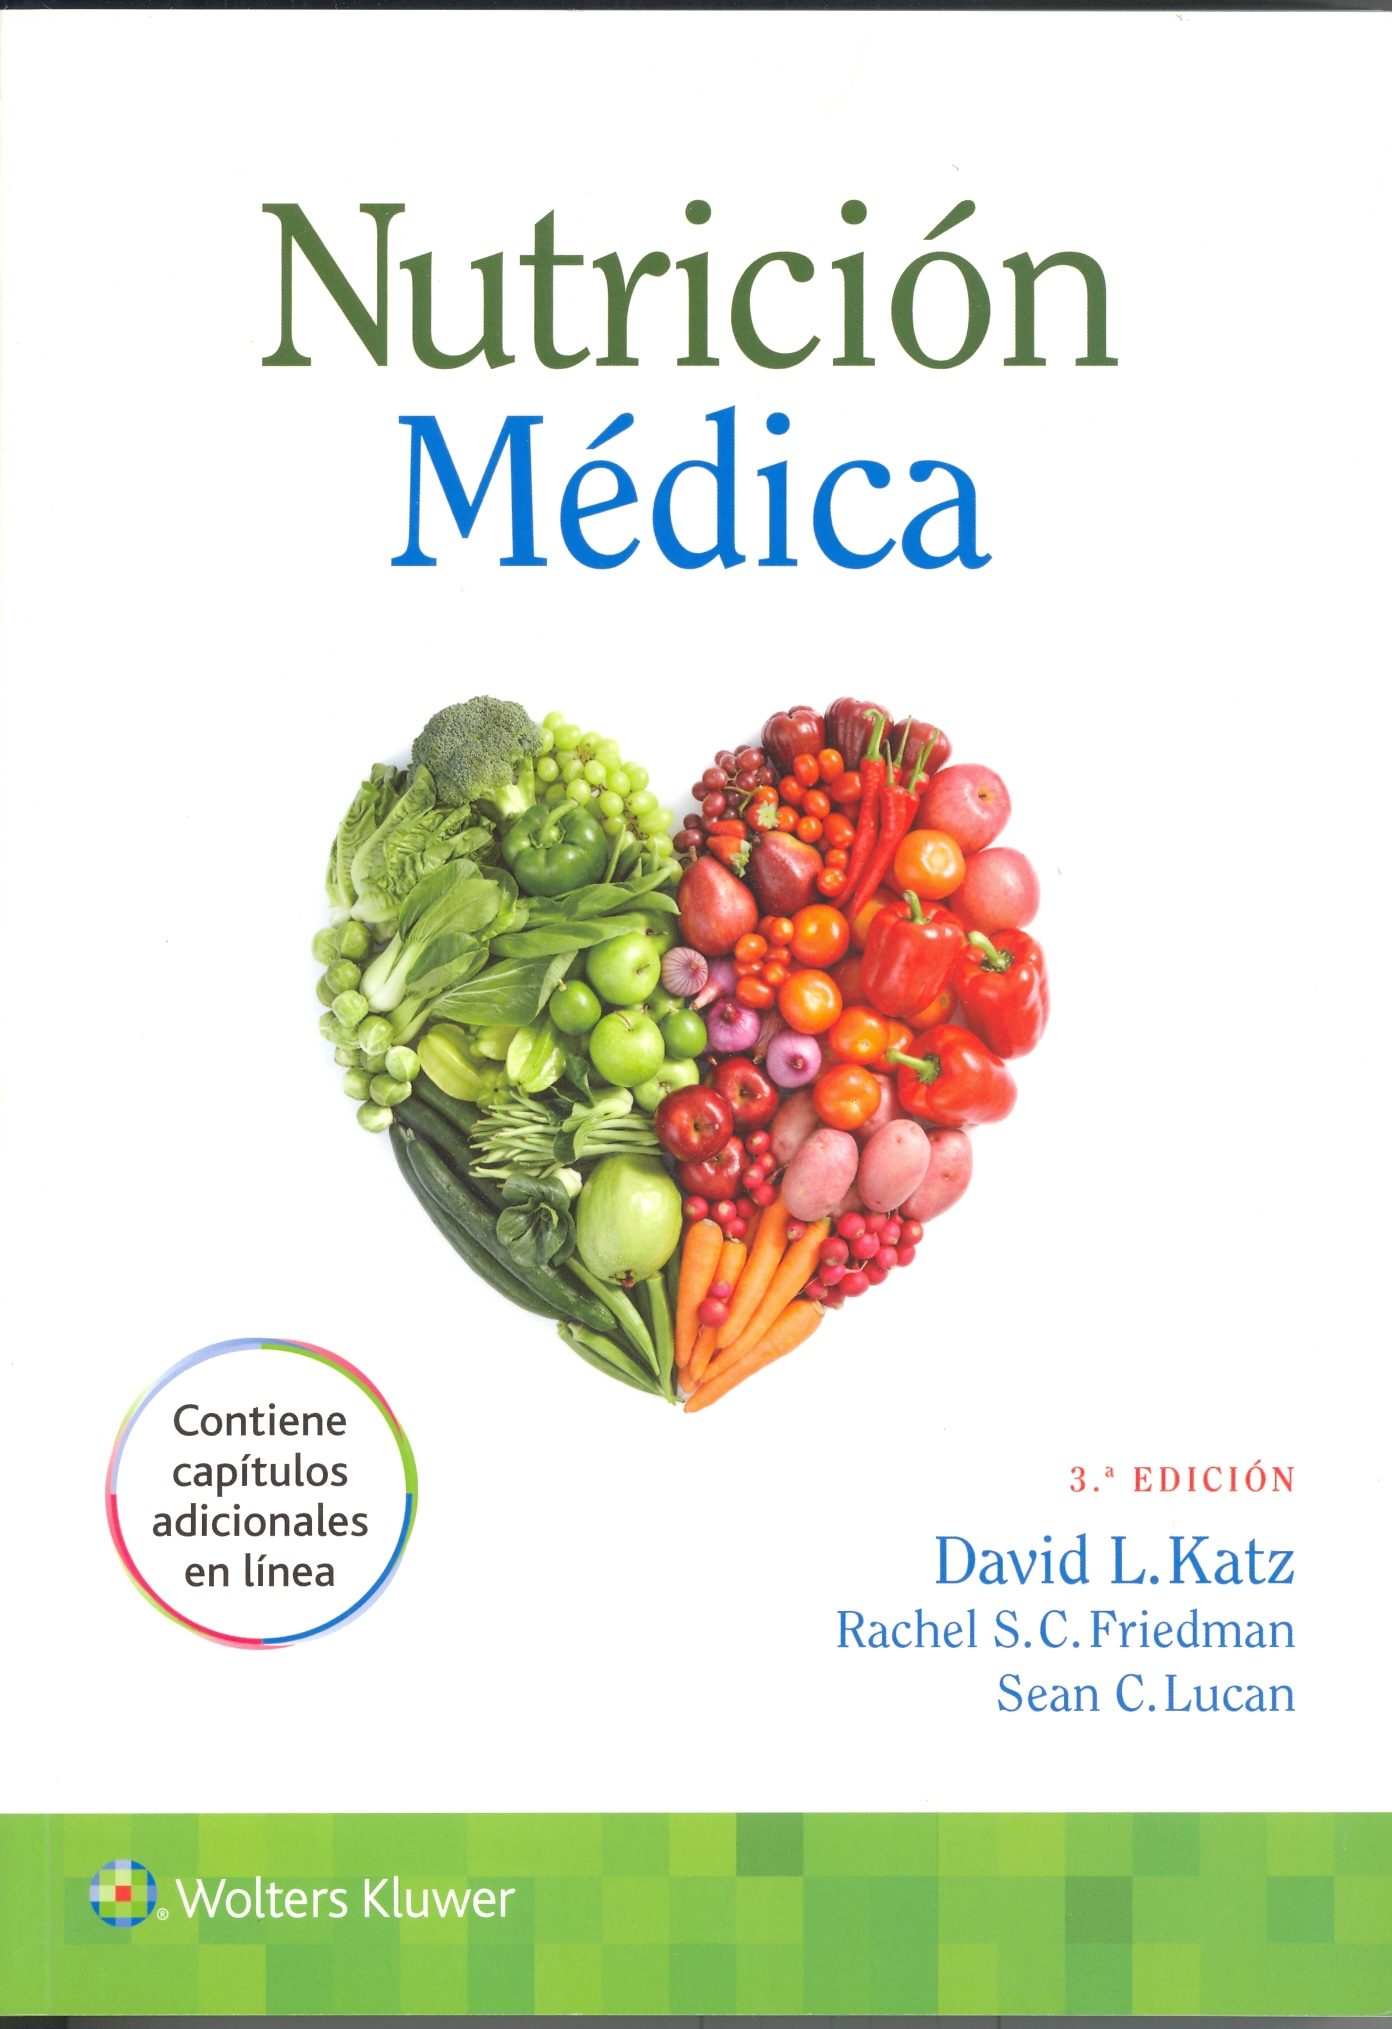 Nutrición
Médica
Contiene
capítulos
adicionales
en línea
3.ª EDICIÓN
David L. Katz
Rachel S. C. Friedman
Sean C. Lucan
® Wolters Kluwer